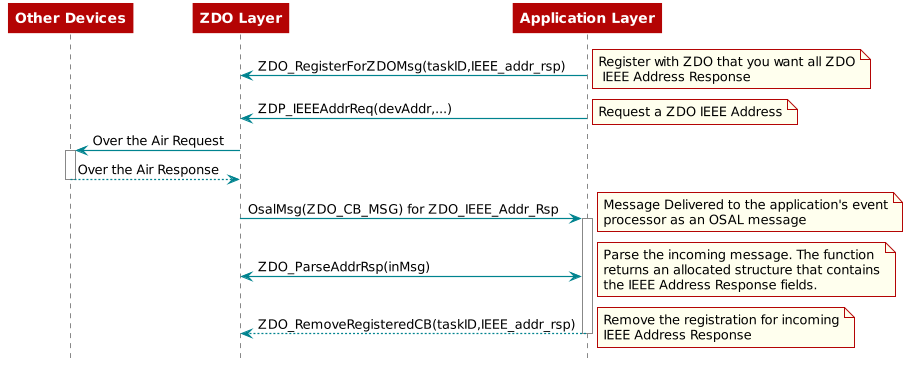 Other Devices
ZDO Layer
Application Layer
ZDO_RegisterForZDOMsg(taskID,IEEE_addr_rsp)
Register with ZDO that you want all ZDO
IEEE Address Response
ZDP_IEEEAddrReq(devAddr,...)
Request a ZDO IEEE Address
Over the Air Request
Over the Air Response
OsalMsg(ZDO_CB_MSG) for ZDO_IEEE_Addr_Rsp
Message Delivered to the application's event
processor as an OSAL message
ZDO_ParseAddrRsp(inMsg)
Parse the incoming message. The function
returns an allocated structure that contains
the IEEE Address Response fields.
ZDO_RemoveRegisteredCB(taskID,IEEE_addr_rsp)
Remove the registration for incoming
IEEE Address Response